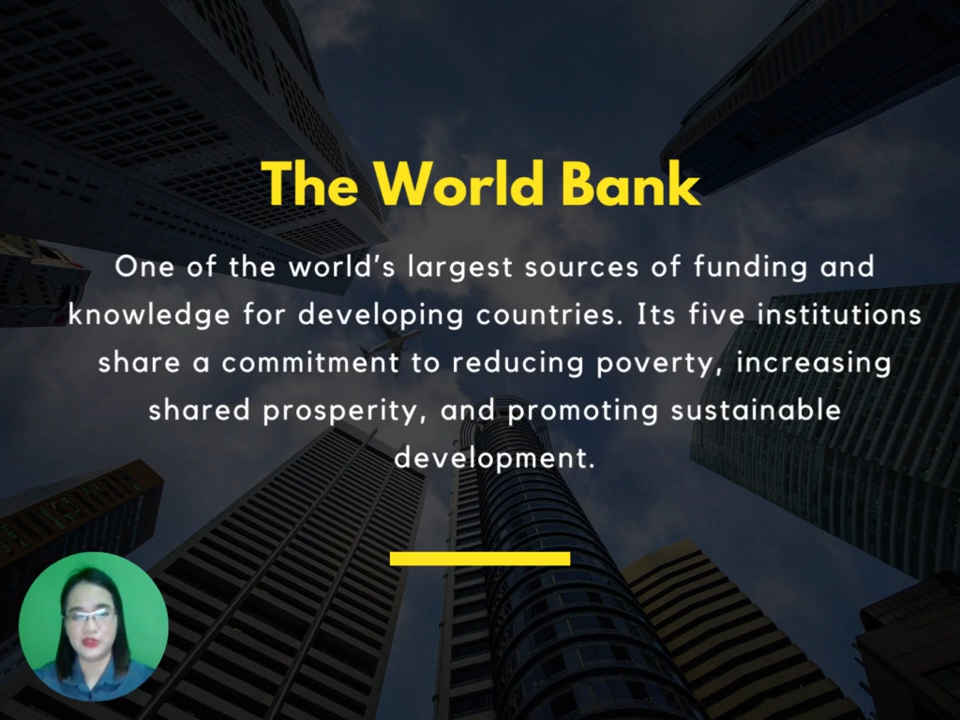 The World Bank
One of the world's largest sources of funding and
knowledge for developing countries. Its five institutions
share a commitment to reducing poverty, increasing
shared prosperity, and promoting sustainable
development.